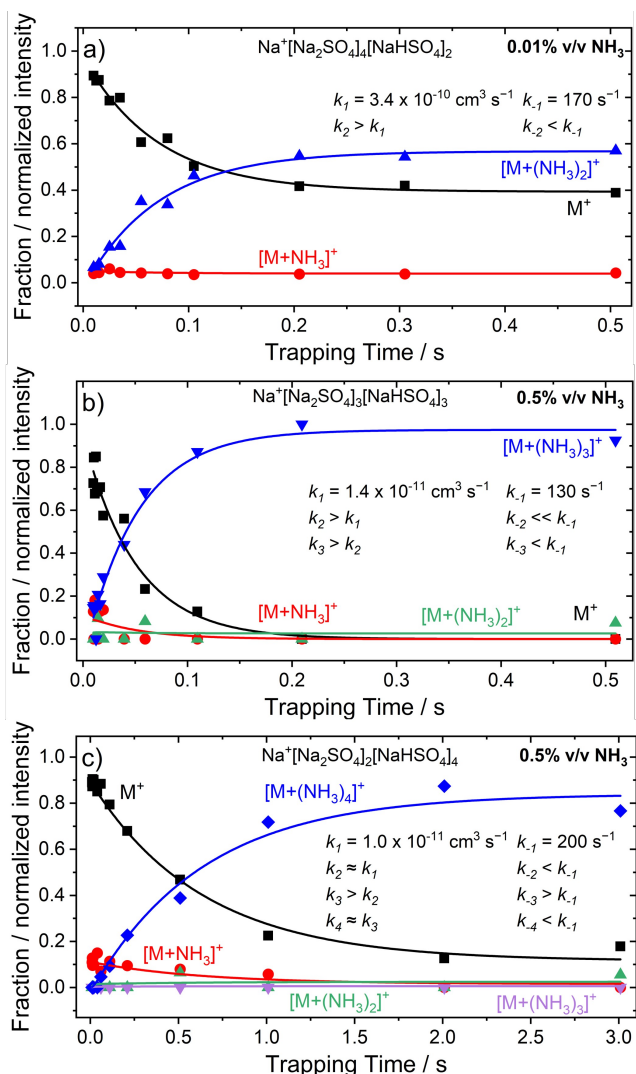 a) Na⁺[Na₂SO₄]₄[NaHSO₄]₂ 0.01% v/v NH₃
k₁ = 3.4 x 10⁻¹⁰ cm³ s⁻¹ k₋₁ = 170 s⁻¹
k₂ > k₁ k₋₂ < k₋₁
[M+(NH₃)₂]⁺
M⁺
[M+NH₃]⁺
Fraction / normalized intensity
1.0
0.8
0.6
0.4
0.2
0.0
0.0 0.1 0.2 0.3 0.4 0.5
Trapping Time / s
b) Na⁺[Na₂SO₄]₃[NaHSO₄]₃ 0.5% v/v NH₃
[M+(NH₃)₃]⁺
k₁ = 1.4 x 10⁻¹¹ cm³ s⁻¹ k₋₁ = 130 s⁻¹
k₂ > k₁ k₋₂ << k₋₁
k₃ > k₂ k₋₃ < k₋₁
[M+NH₃]⁺ [M+(NH₃)₂]⁺ M⁺
Fraction / normalized intensity
1.0
0.8
0.6
0.4
0.2
0.0
0.0 0.1 0.2 0.3 0.4 0.5
Trapping Time / s
c) Na⁺[Na₂SO₄]₂[NaHSO₄]₄ 0.5% v/v NH₃
M⁺ [M+(NH₃)₄]⁺
k₁ = 1.0 x 10⁻¹¹ cm³ s⁻¹ k₋₁ = 200 s⁻¹
k₂ ≈ k₁ k₋₂ < k₋₁
k₃ > k₂ k₋₃ > k₋₁
k₄ ≈ k₃ k₋₄ < k₋₁
[M+NH₃]⁺
[M+(NH₃)₂]⁺ [M+(NH₃)₃]⁺
Fraction / normalized intensity
1.0
0.8
0.6
0.4
0.2
0.0
0.0 0.5 1.0 1.5 2.0 2.5 3.0
Trapping Time / s